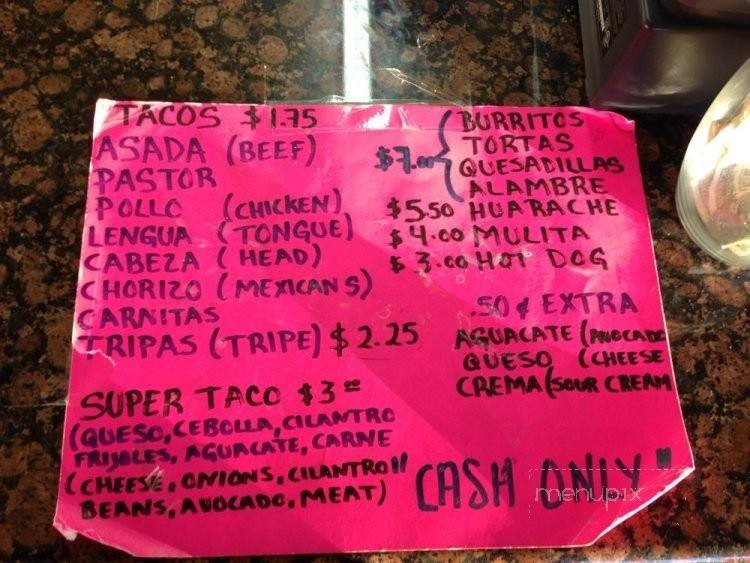 TACOS $1.75
ASADA (BEEF)
PASTOR
POLLO (CHICKEN)
LENGUA (TONGUE)
CABEZA (HEAD)
CHORIZO (MEXICAN S)
CARNITAS
TRIPAS (TRIPE) $2.25
SUPER TACO $3.00
(QUESO, CEBOLLA, CILANTRO
FRIJOLES, AGUACATE, CARNE
(CHEESE, ONIONS, CILANTRO"
BEANS, AVOCADO, MEAT)
BURRITOS
TORTAS
$7.00 QUESADILLAS
ALAMBRE
$5.50 HUARACHE
$4.00 MULITA
$3.00 HOT DOG
.50¢ EXTRA
AGUACATE (AVOCADO
QUESO (CHEESE
CREMA (SOUR CREAM
CASH ONLY"
menupix